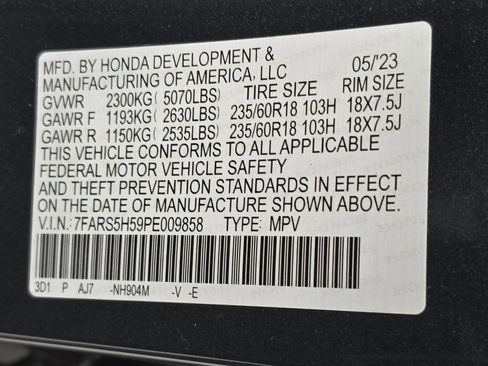 MFD. BY HONDA DEVELOPMENT & 05/'23
MANUFACTURING OF AMERICA, LLC
GVWR 2300KG( 5070LBS) TIRE SIZE RIM SIZE
GAWR F 1193KG( 2630LBS) 235/60R18 103H 18X7.5J
GAWR R 1150KG( 2535LBS) 235/60R18 103H 18X7.5J
THIS VEHICLE CONFORMS TO ALL APPLICABLE
FEDERAL MOTOR VEHICLE SAFETY
AND THEFT PREVENTION STANDARDS IN EFFECT
ON THE DATE OF MANUFACTURE SHOWN ABOVE.
V.I.N.: 7FARS5H59PE009858 TYPE: MPV
3D1 P AJ7 -NH904M -V -E